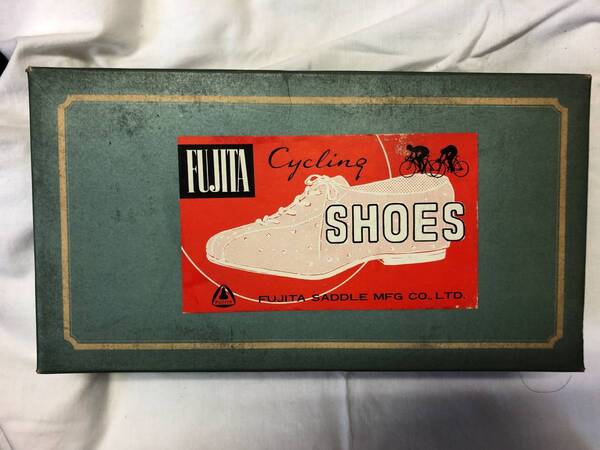 FUJITA
Cycling
SHOES
FUJITA SADDLE MFG CO., LTD.